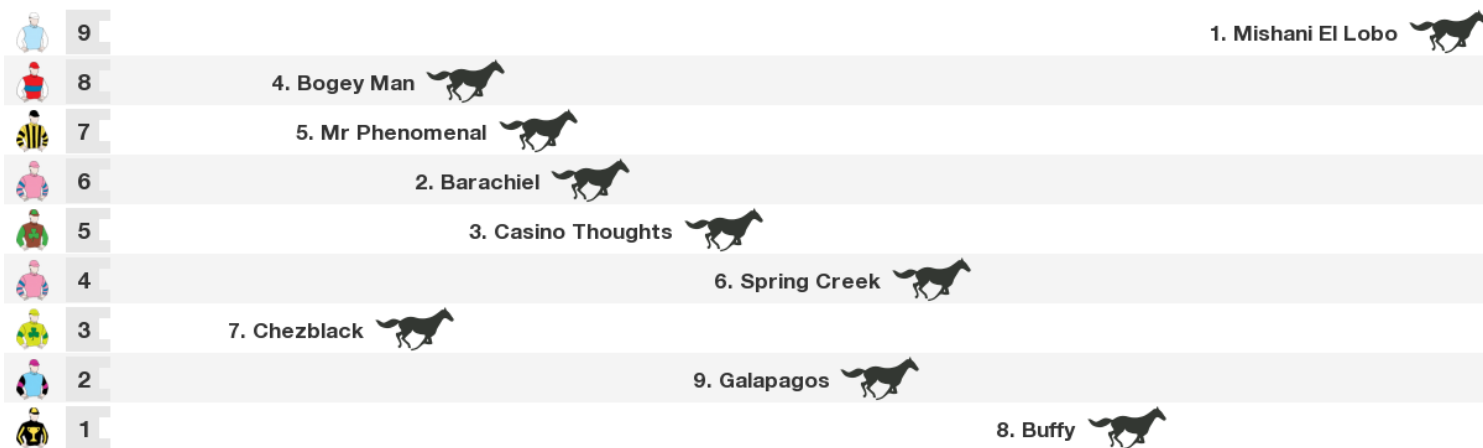 9 1. Mishani El Lobo
8 4. Bogey Man
7 5. Mr Phenomenal
6 2. Barachiel
5 3. Casino Thoughts
4 6. Spring Creek
3 7. Chezblack
2 9. Galapagos
1 8. Buffy